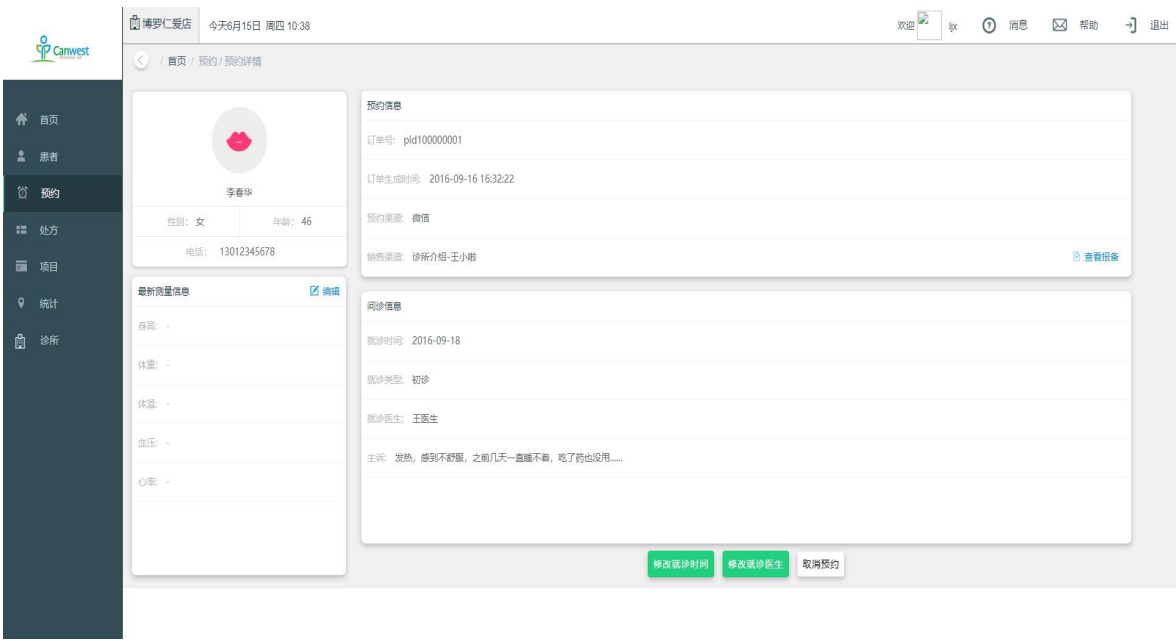 博罗仁爱店 今天6月15日 周四 10:38 欢迎 ljx 消息 帮助 退出
Canwest
/ 首页 / 预约 / 预约详情
首页
患者
预约
处方
项目
统计
诊所
李春华
性别: 女 年龄: 46
电话: 13012345678
最新测量信息 编辑
身高: -
体重: -
体温: -
血压: -
心率: -
预约信息
订单号: pid100000001
订单生成时间: 2016-09-16 16:32:22
预约渠道: 微信
销售渠道: 诊所介绍-王小啦 查看报备
问诊信息
就诊时间: 2016-09-18
就诊类型: 初诊
就诊医生: 王医生
主诉: 发热，感到不舒服，之前几天一直睡不着，吃了药也没用......
修改就诊时间 修改就诊医生 取消预约